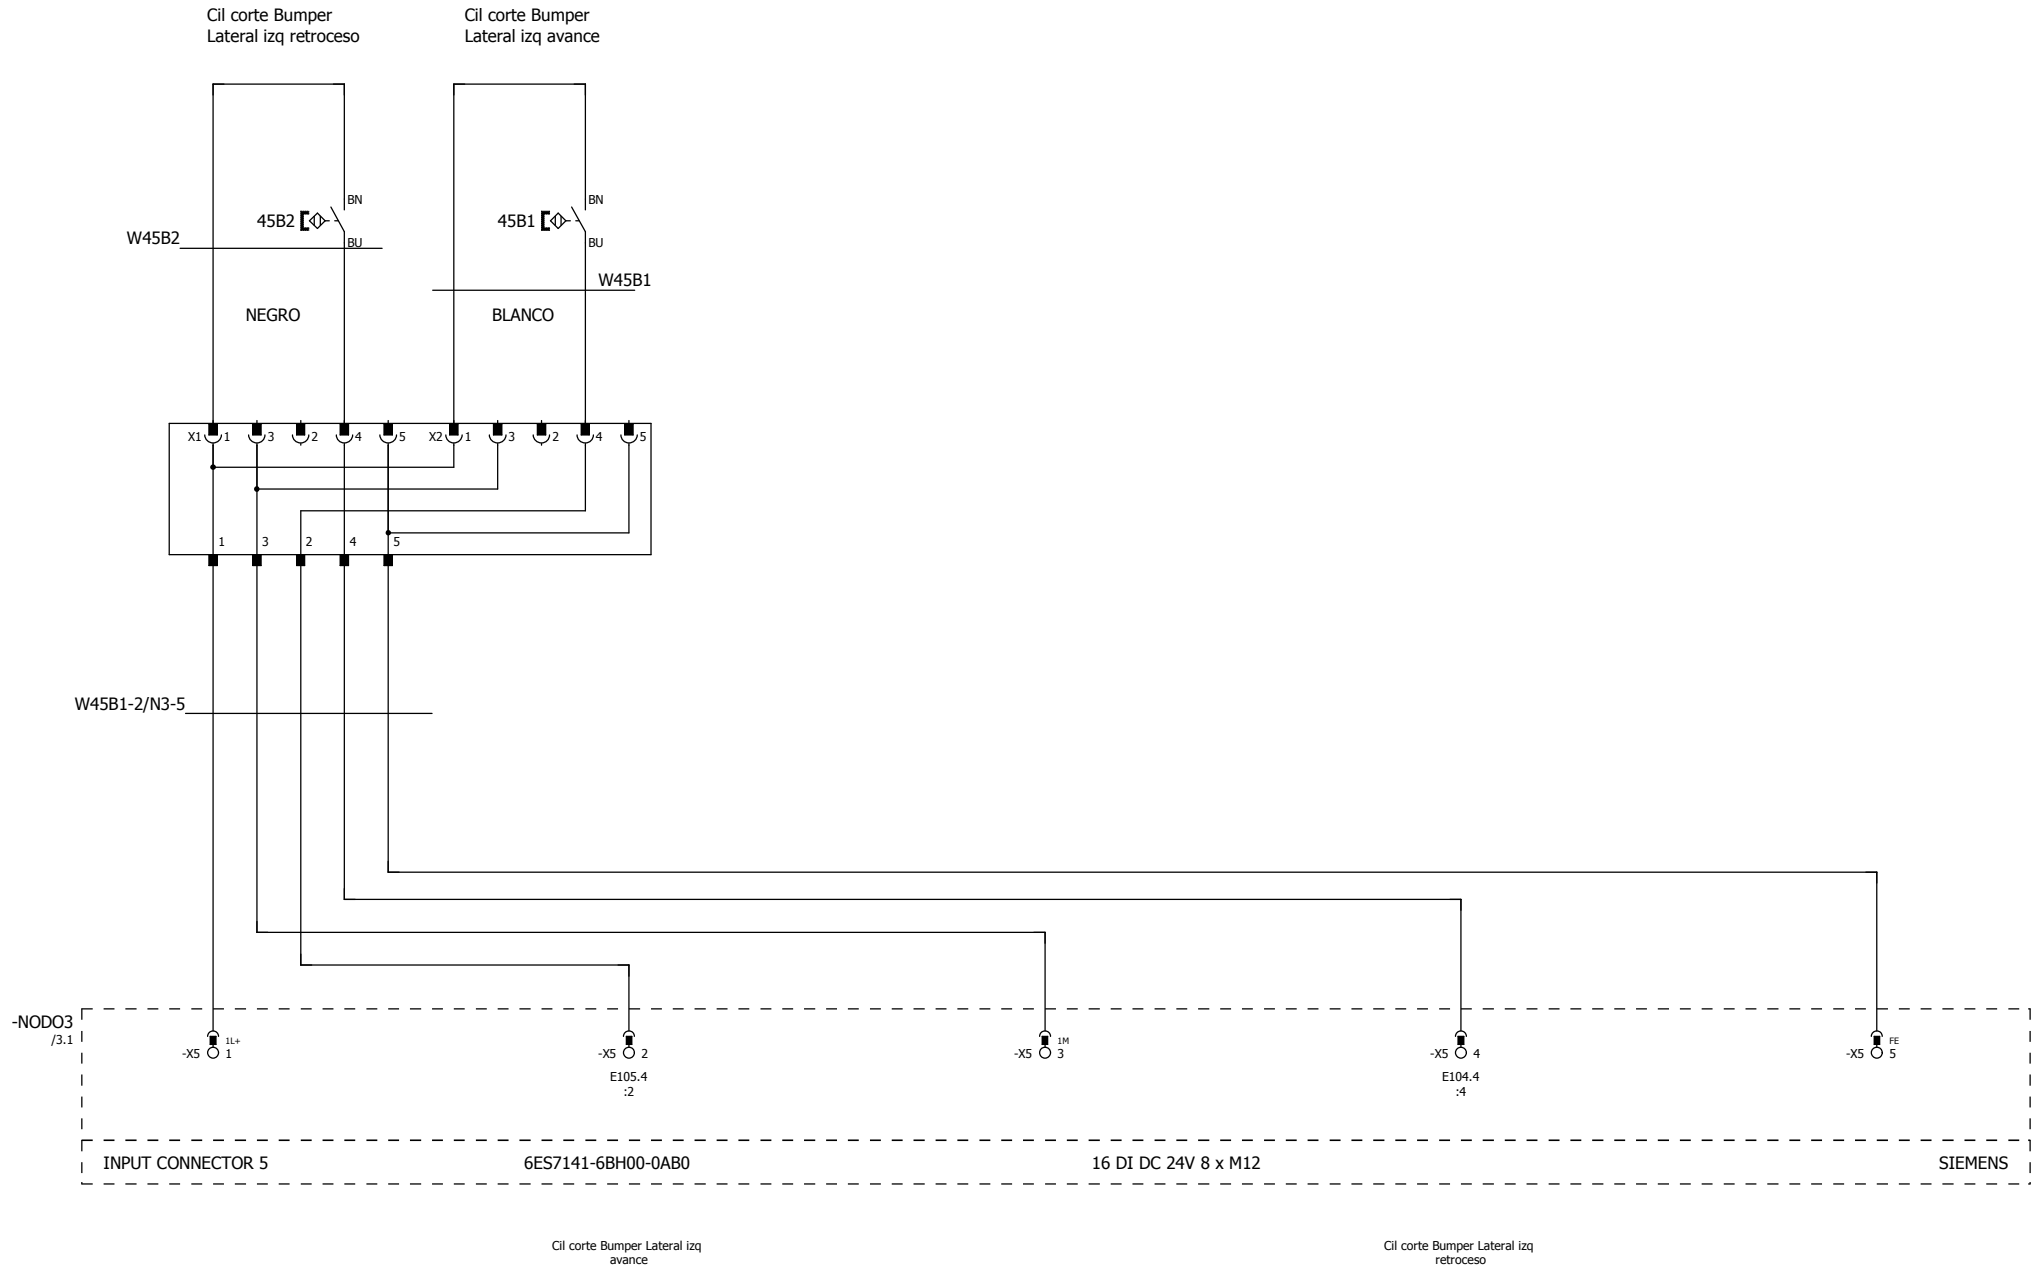 Cil corte Bumper
Lateral izq retroceso
Cil corte Bumper
Lateral izq avance
BN
BN
45B2
45B1
W45B2
BU
BU
W45B1
NEGRO
BLANCO
X1 1 3 2 4 5 X2 1 3 2 4 5
1 3 2 4 5
W45B1-2/N3-5
-NODO3
/3.1
1L+
-X5 1
-X5 2
E105.4
:2
1M
-X5 3
-X5 4
E104.4
:4
FE
-X5 5
INPUT CONNECTOR 5
6ES7141-6BH00-0AB0
16 DI DC 24V 8 x M12
SIEMENS
Cil corte Bumper Lateral izq
avance
Cil corte Bumper Lateral izq
retroceso